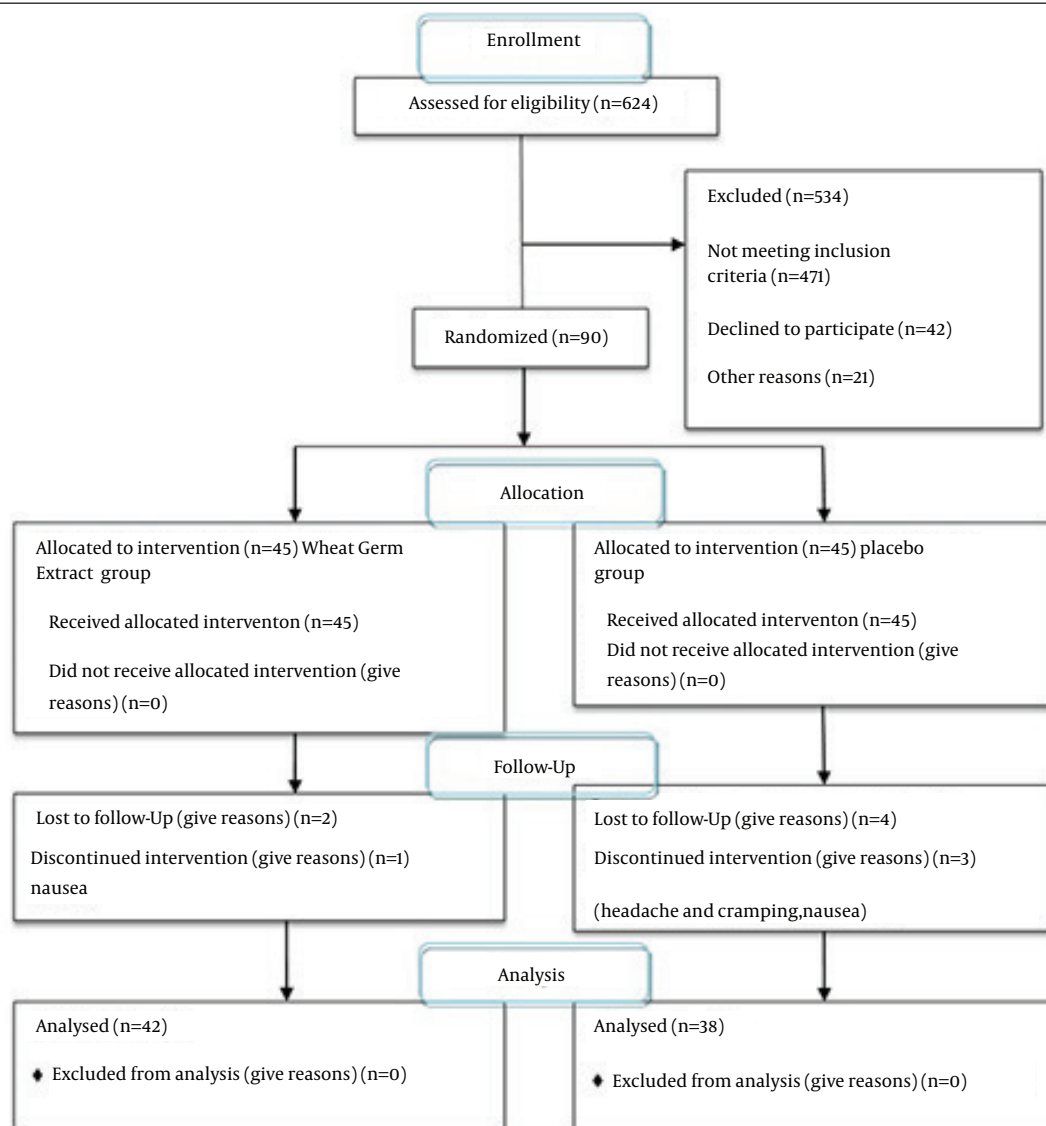 Enrollment
Assessed for eligibility (n=624)
Excluded (n=534)
Not meeting inclusion
criteria (n=471)
Declined to participate (n=42)
Other reasons (n=21)
Randomized (n=90)
Allocation
Allocated to intervention (n=45) Wheat Germ
Extract group
Received allocated interventon (n=45)
Did not receive allocated intervention (give
reasons) (n=0)
Allocated to intervention (n=45) placebo
group
Received allocated interventon (n=45)
Did not receive allocated intervention (give
reasons) (n=0)
Follow-Up
Lost to follow-Up (give reasons) (n=2)
Discontinued intervention (give reasons) (n=1)
nausea
Lost to follow-Up (give reasons) (n=4)
Discontinued intervention (give reasons) (n=3)
(headache and cramping,nausea)
Analysis
Analysed (n=42)
♦ Excluded from analysis (give reasons) (n=0)
Analysed (n=38)
♦ Excluded from analysis (give reasons) (n=0)